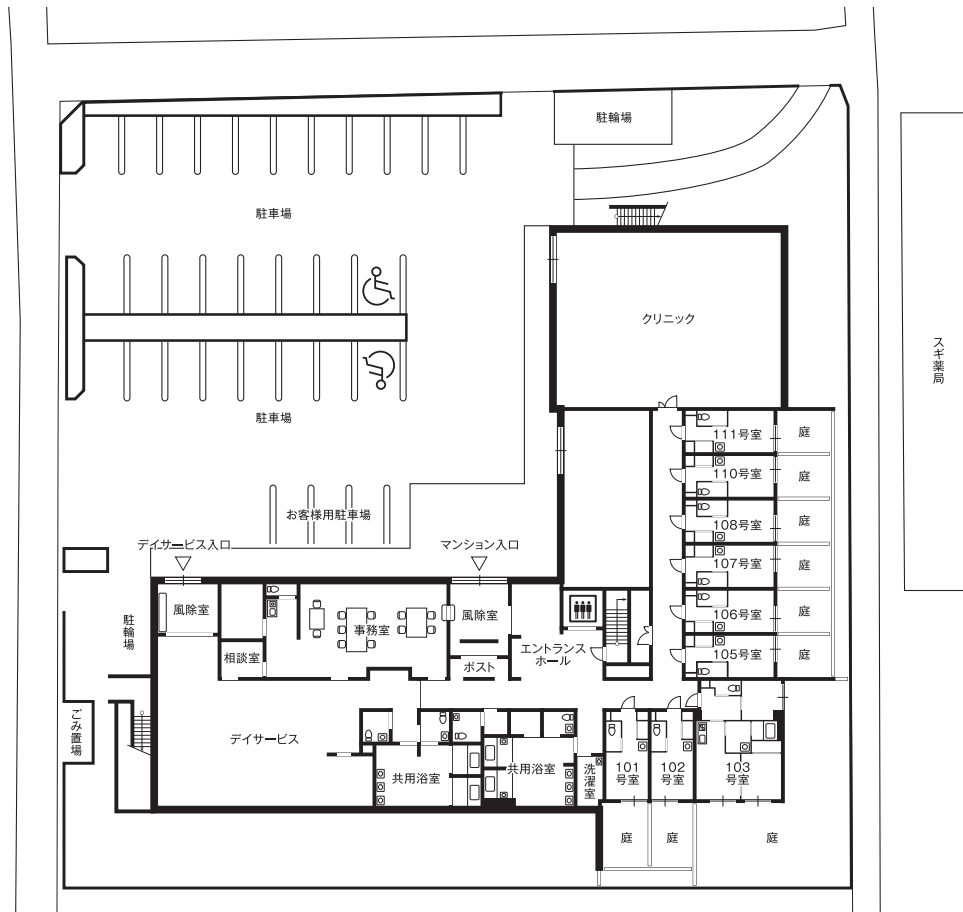 駐輪場
駐車場
クリニック
スギ薬局
駐車場
111号室
庭
110号室
庭
お客様用駐車場
108号室
庭
デイサービス入口
マンション入口
107号室
庭
風除室
風除室
106号室
庭
駐輪場
事務室
エントランス
ホール
105号室
庭
相談室
ポスト
ごみ置場
デイサービス
共用浴室
共用浴室
洗濯室
101
号室
102
号室
103
号室
庭
庭
庭